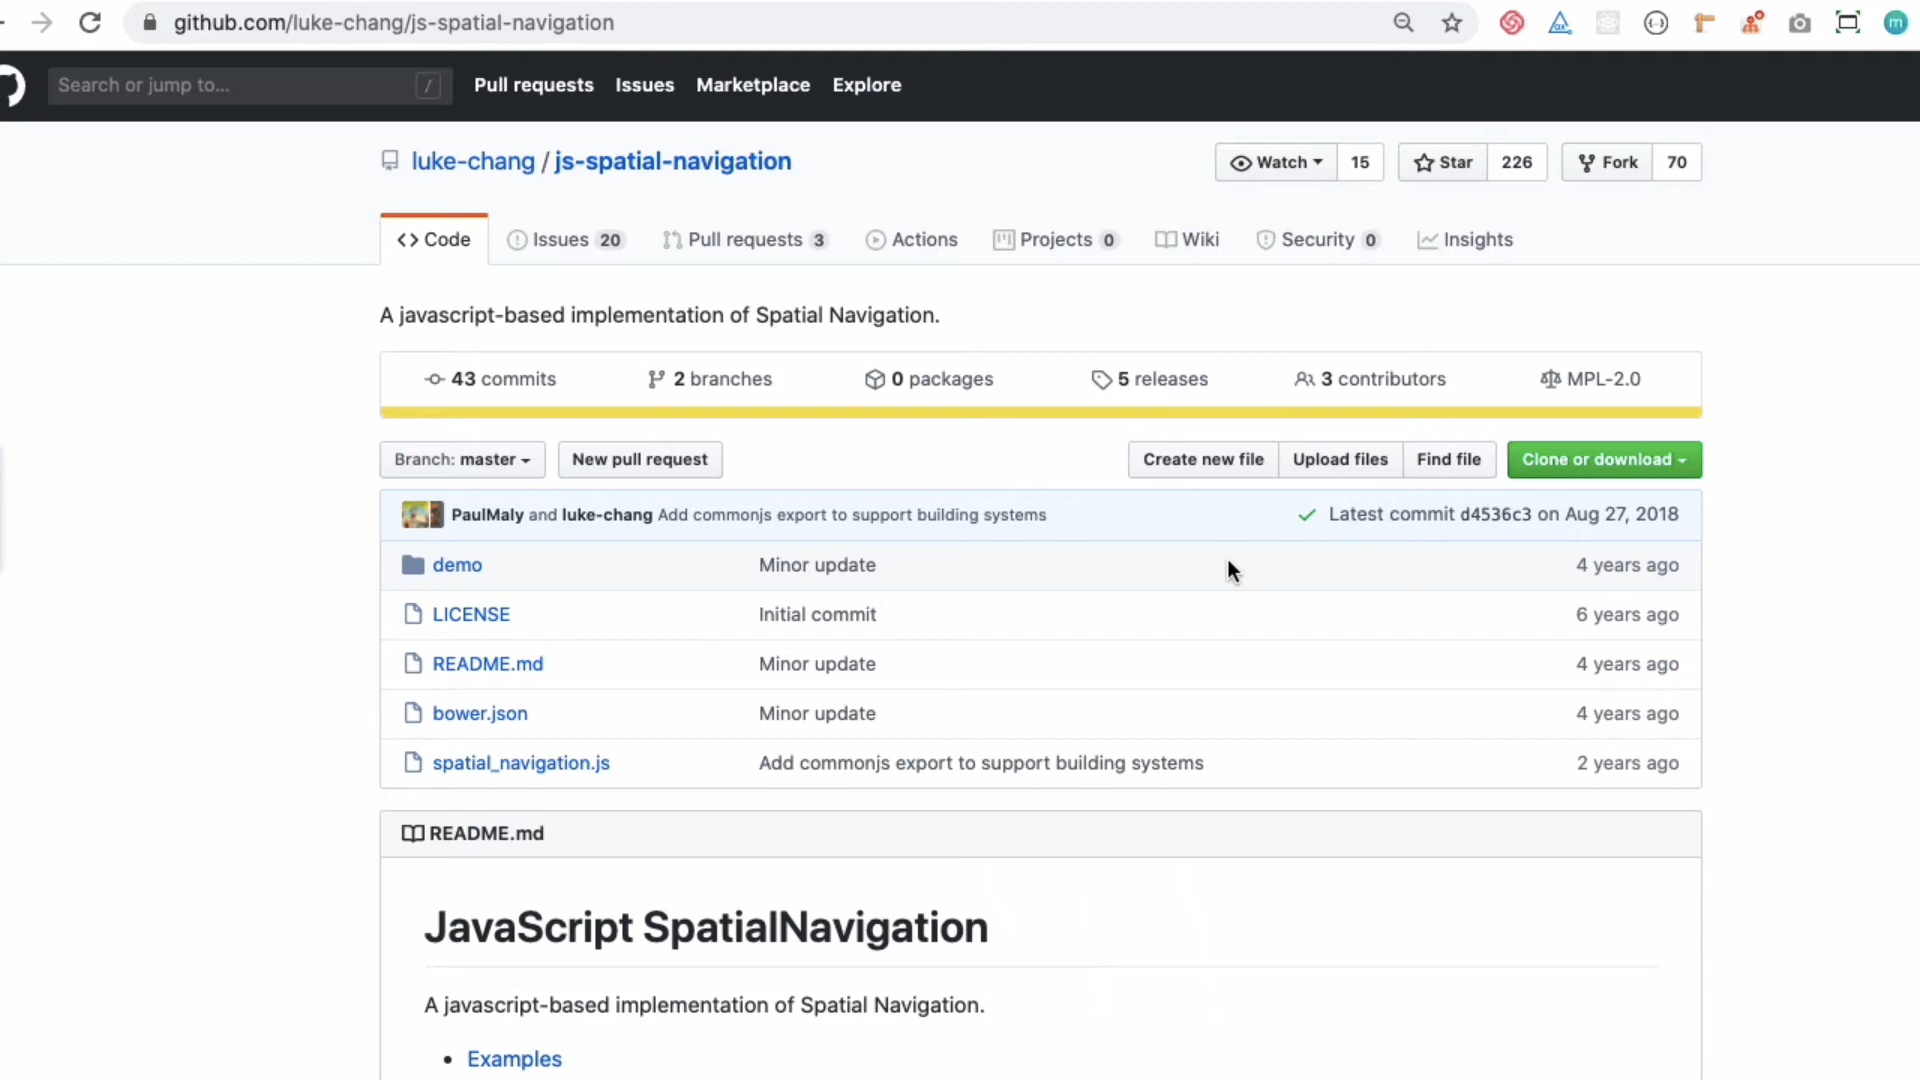 github.com/luke-chang/js-spatial-navigation
m
Search or jump to... /
Pull requests Issues Marketplace Explore
luke-chang / js-spatial-navigation
Watch 15 Star 226 Fork 70
Code Issues 20 Pull requests 3 Actions Projects 0 Wiki Security 0 Insights
A javascript-based implementation of Spatial Navigation.
43 commits 2 branches 0 packages 5 releases 3 contributors MPL-2.0
Branch: master New pull request Create new file Upload files Find file Clone or download
PaulMaly and luke-chang Add commonjs export to support building systems Latest commit d4536c3 on Aug 27, 2018
demo Minor update 4 years ago
LICENSE Initial commit 6 years ago
README.md Minor update 4 years ago
bower.json Minor update 4 years ago
spatial_navigation.js Add commonjs export to support building systems 2 years ago
README.md
JavaScript SpatialNavigation
A javascript-based implementation of Spatial Navigation.
• Examples